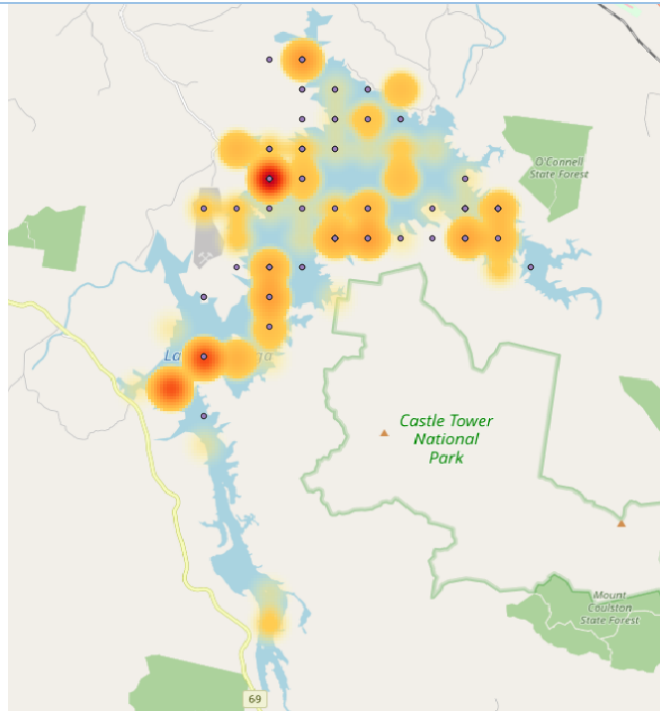 O'Connell
State Forest
Castle Tower
National
Park
Mount
Coulston
State Forest
69